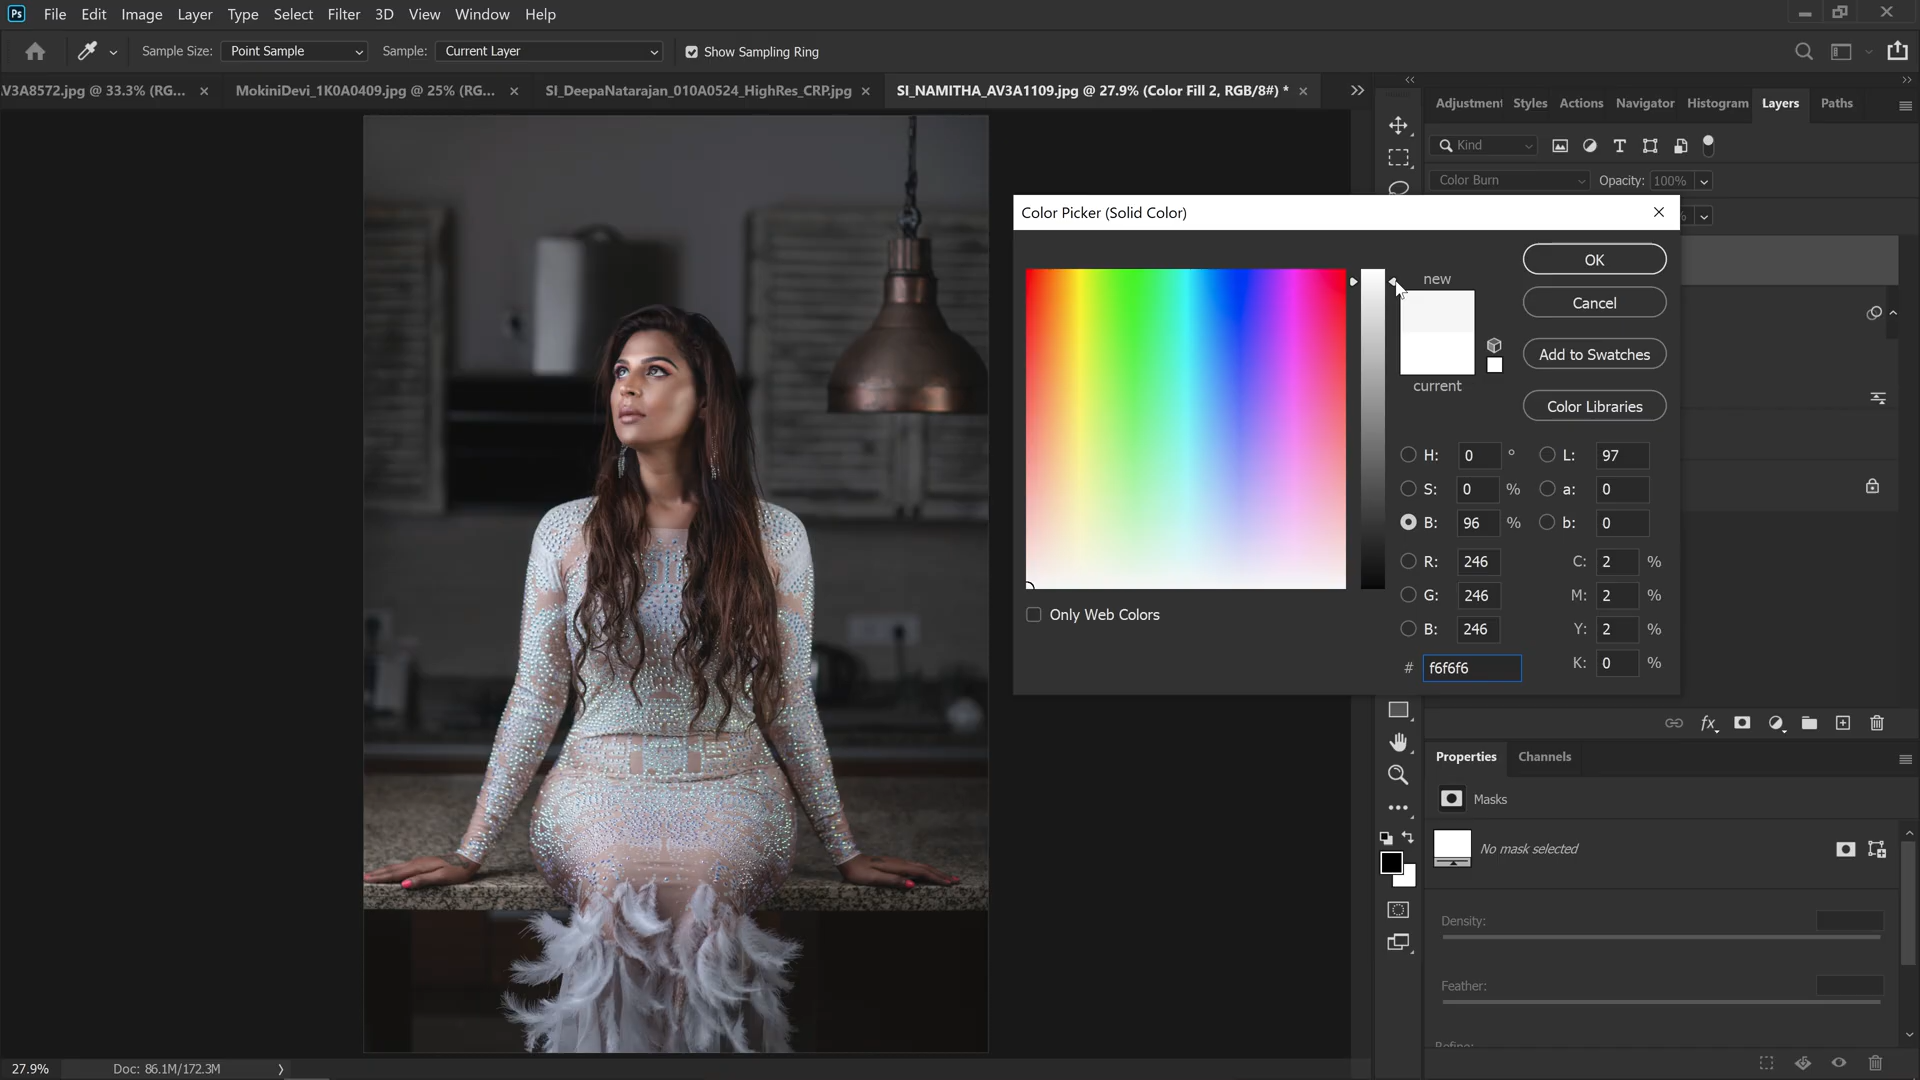 Ps File Edit Image Layer Type Select Filter 3D View Window Help
Sample Size: Point Sample Sample: Current Layer Show Sampling Ring
.V3A8572.jpg @ 33.3% (RG... MokiniDevi_1K0A0409.jpg @ 25% (RG... SI_DeepaNatarajan_010A0524_HighRes_CRP.jpg SI_NAMITHA_AV3A1109.jpg @ 27.9% (Color Fill 2, RGB/8#) *
Adjustment Styles Actions Navigator Histogram Layers Paths
Kind
Color Burn Opacity: 100%
%
Color Picker (Solid Color)
new
current
OK
Cancel
Add to Swatches
Color Libraries
H: 0 ° L: 97
S: 0 % a: 0
B: 96 % b: 0
R: 246 C: 2 %
G: 246 M: 2 %
B: 246 Y: 2 %
# f6f6f6 K: 0 %
Only Web Colors
fx
Properties Channels
Masks
No mask selected
Density:
Feather:
Refine:
27.9% Doc: 86.1M/172.3M